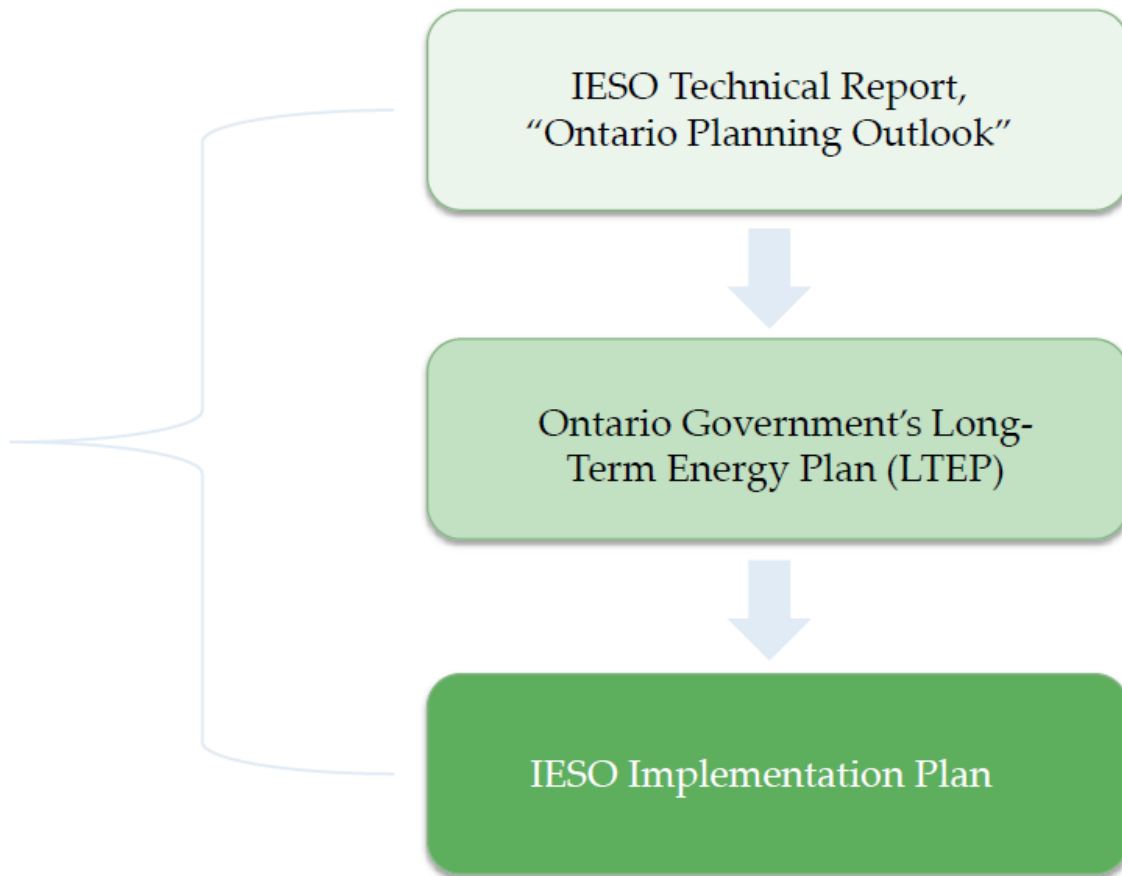 IESO Technical Report,
“Ontario Planning Outlook”
Ontario Government’s Long-
Term Energy Plan (LTEP)
IESO Implementation Plan